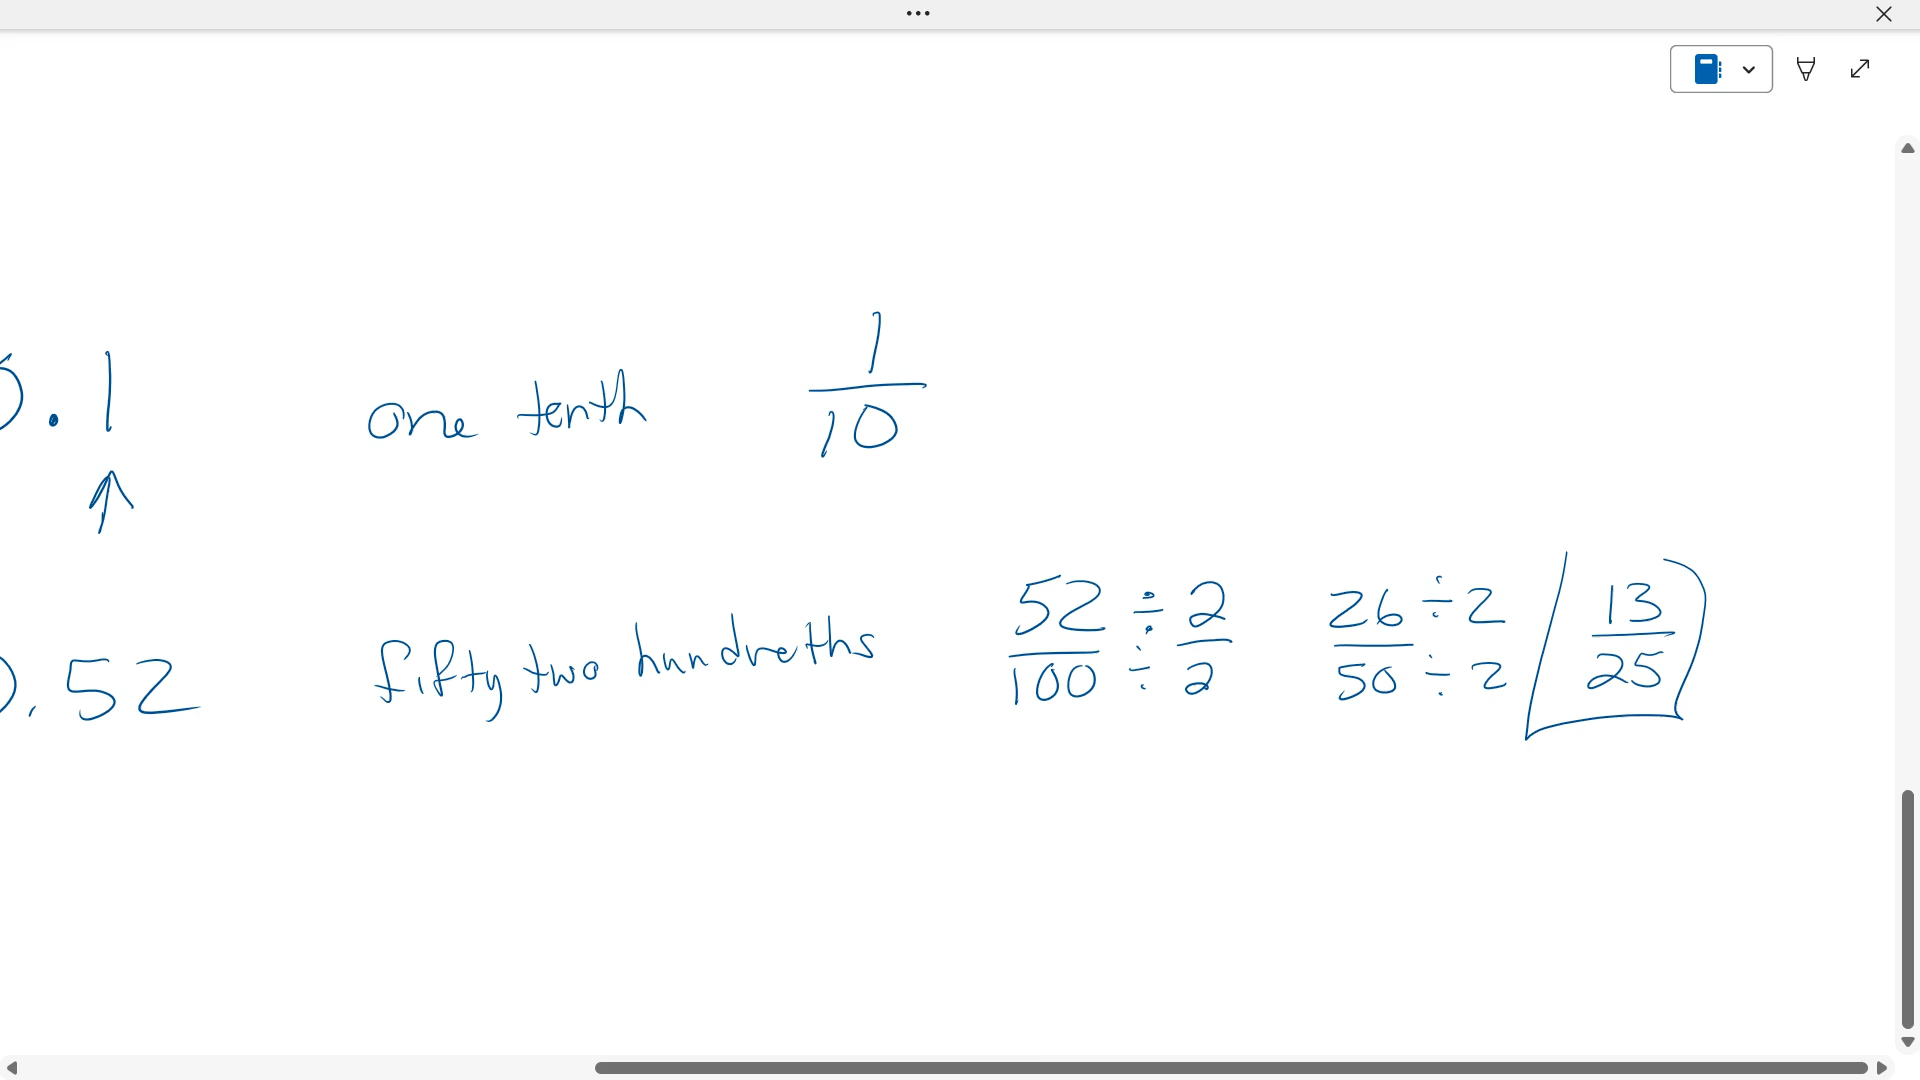 0.1 one tenth 1/10
0.52 fifty two hundreths 52/100 ÷ 2/÷ 2 26 ÷ 2/50 ÷ 2 13/25